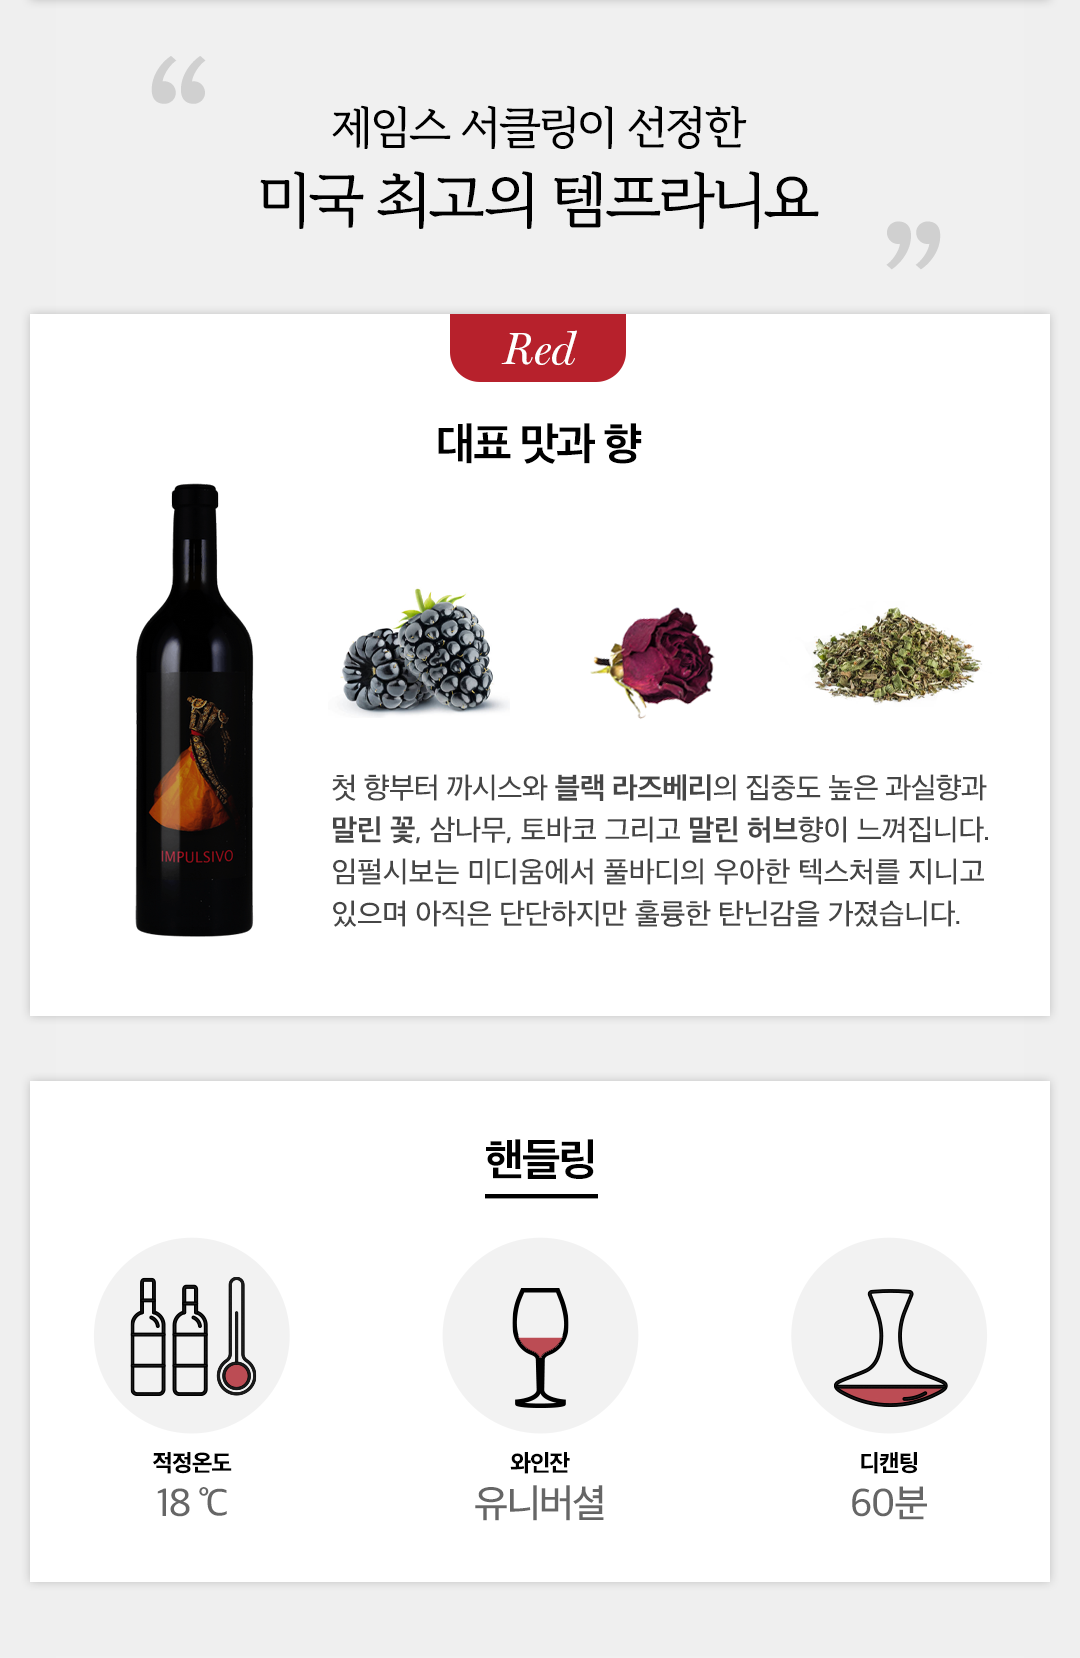 “
제임스 서클링이 선정한
미국 최고의 템프라니요
”
Red
대표 맛과 향
IMPULSIVO
첫 향부터 까시스와 블랙 라즈베리의 집중도 높은 과실향과
말린 꽃, 삼나무, 토바코 그리고 말린 허브향이 느껴집니다.
임펄시보는 미디움에서 풀바디의 우아한 텍스처를 지니고
있으며 아직은 단단하지만 훌륭한 탄닌감을 가졌습니다.
핸들링
적정온도
18 ℃
와인잔
유니버셜
디캔팅
60분